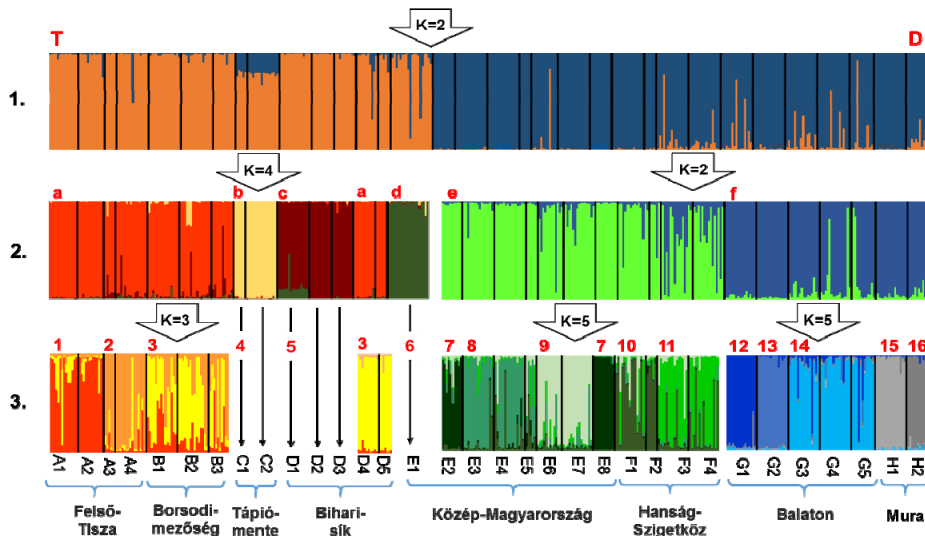 K=2
T D
1.
K=4 K=2
a b c a d e f
2.
K=3 K=5 K=5
1 2 3 4 5 3 6 7 8 9 7 10 11 12 13 14 15 16
3.
A1 A2 A3 A4 B1 B2 B3 C1 C2 D1 D2 D3 D4 D5 E1 E2 E3 E4 E5 E6 E7 E8 F1 F2 F3 F4 G1 G2 G3 G4 G5 H1 H2
Felső- Borsodi- Tápió- Bihari- Közép-Magyarország Hanság- Balaton Mura
Tisza mezőség mente sík Szigetköz